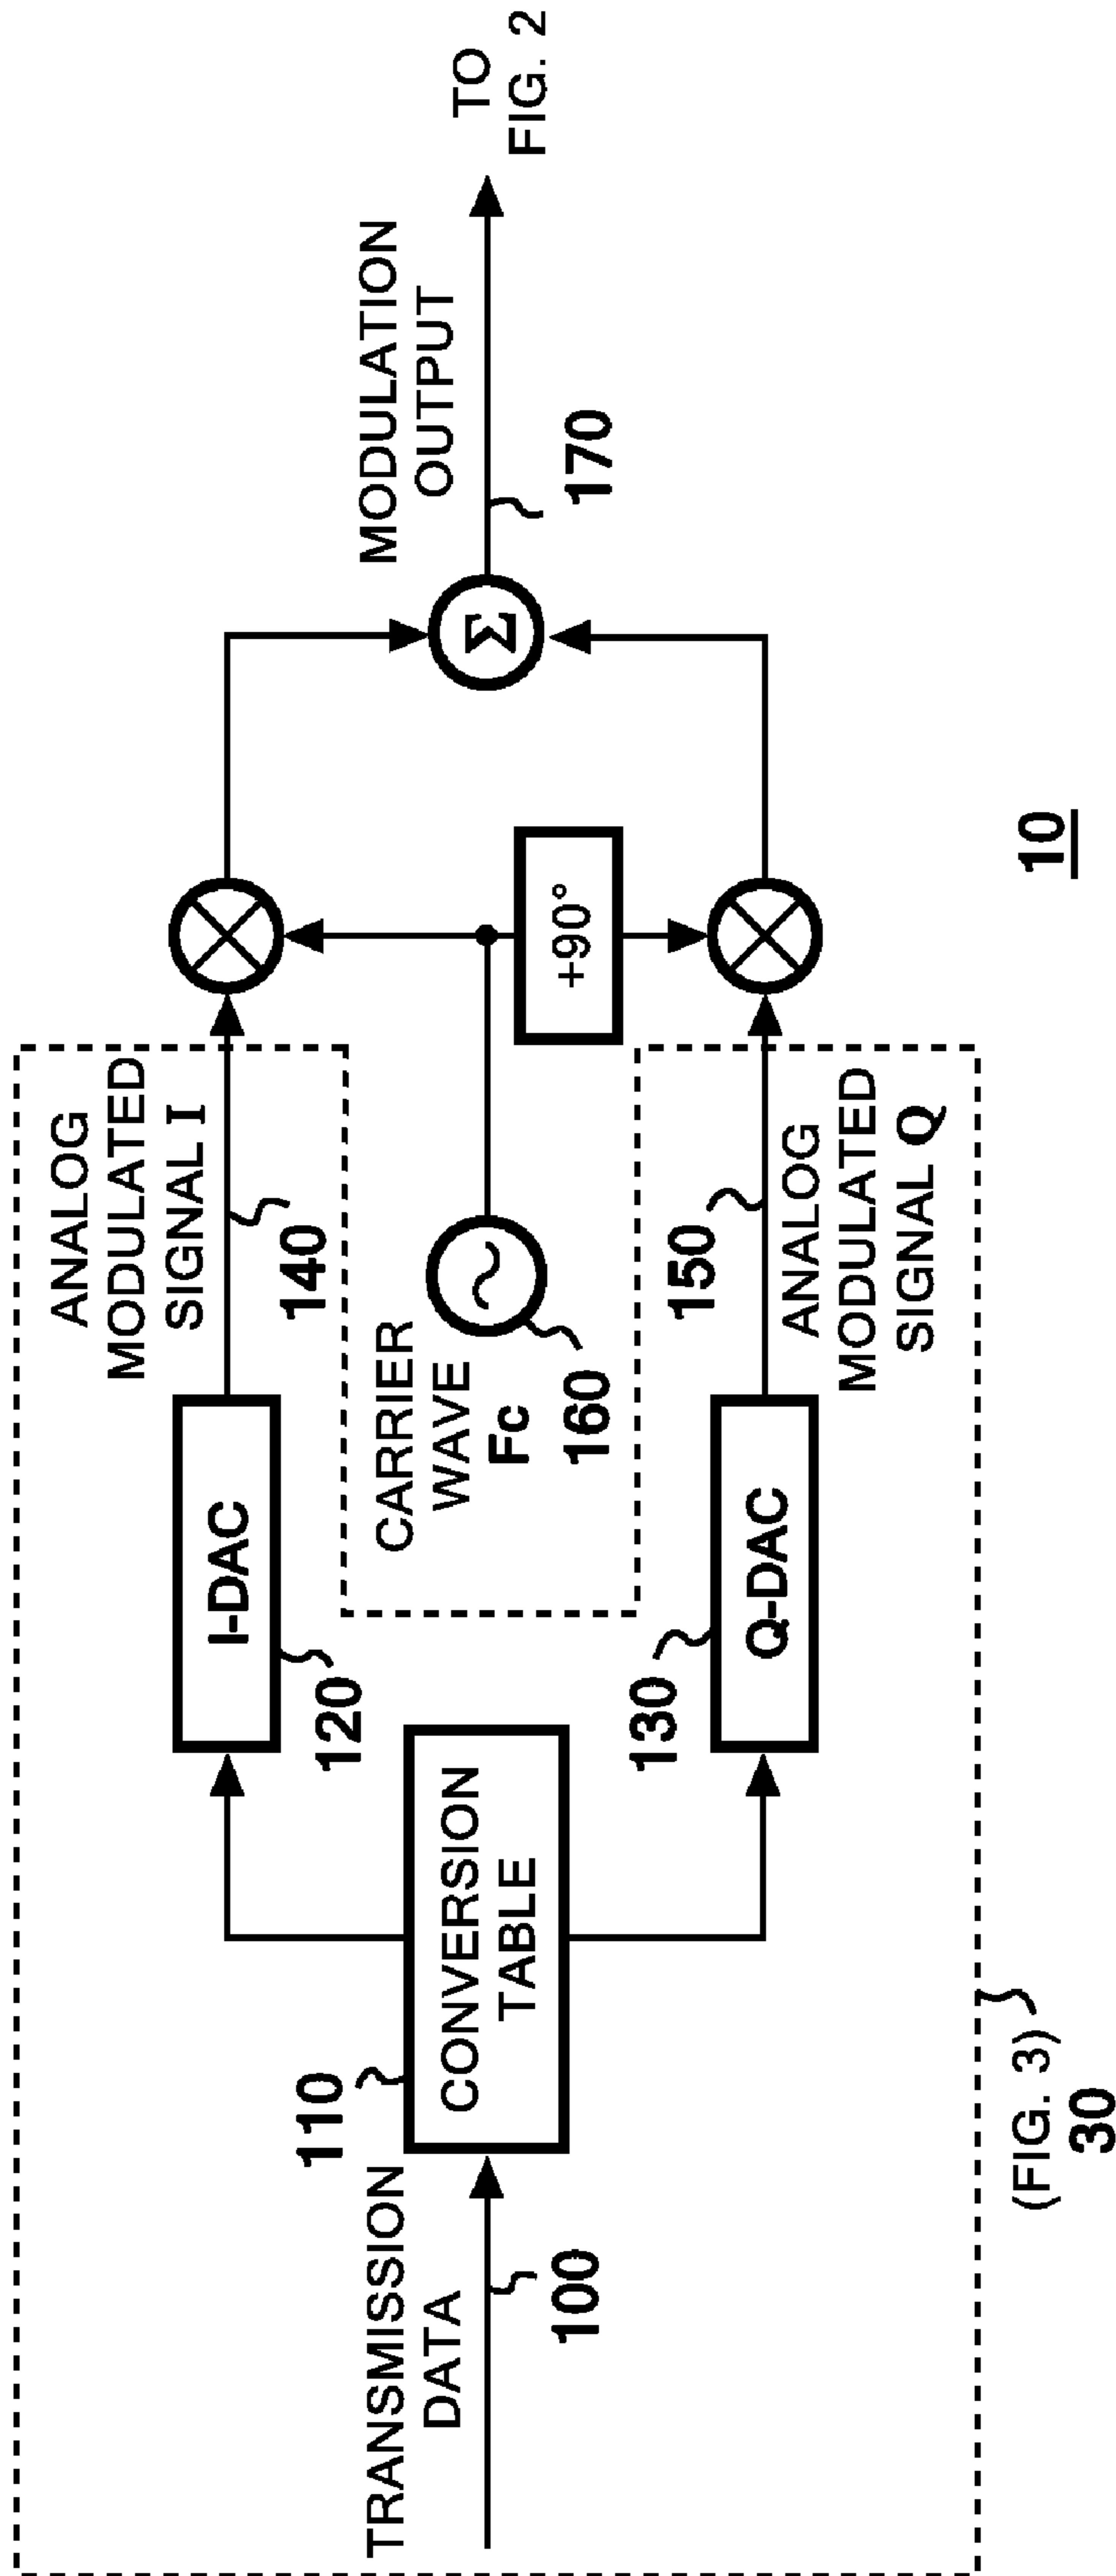 TRANSMISSION
DATA
100
110
CONVERSION
TABLE
120
I-DAC
130
Q-DAC
ANALOG
MODULATED
SIGNAL I
140
CARRIER
WAVE
Fc
160
150
ANALOG
MODULATED
SIGNAL Q
+90°
Σ
MODULATION
OUTPUT
170
TO
FIG. 2
(FIG. 3)
30
10